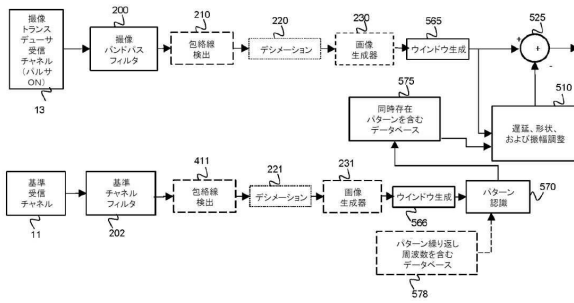 撮像
トランス
デューサ
受信
チャネル
(パルサ
ON)
13
200
撮像
バンドパス
フィルタ
210
包絡線
検出
220
デシメーション
230
画像
生成器
565
ウインドウ生成
+
525
+
-
575
同時存在
パターンを含む
データベース
510
遅延、形状、
および振幅調整
基準
受信
チャネル
11
基準
チャネル
フィルタ
202
411
包絡線
検出
221
デシメーション
231
画像
生成器
ウインドウ生成
566
パターン
認識
570
パターン繰り返し
周波数を含む
データベース
578